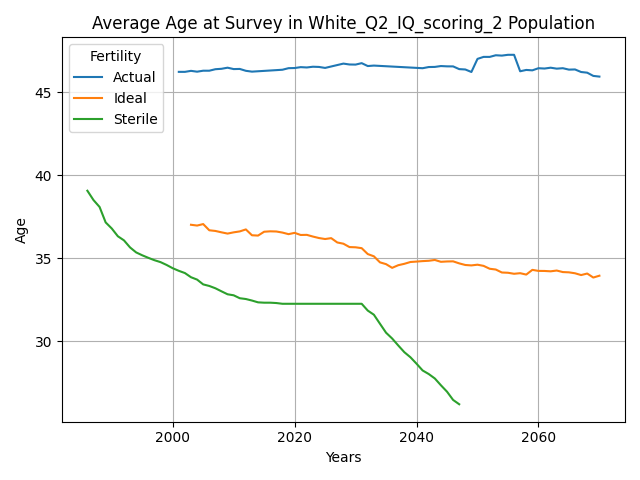 Average Age at Survey in White_Q2_IQ_scoring_2 Population
Fertility
Actual
Ideal
Sterile
45
40
35
30
Age
2000 2020 2040 2060
Years